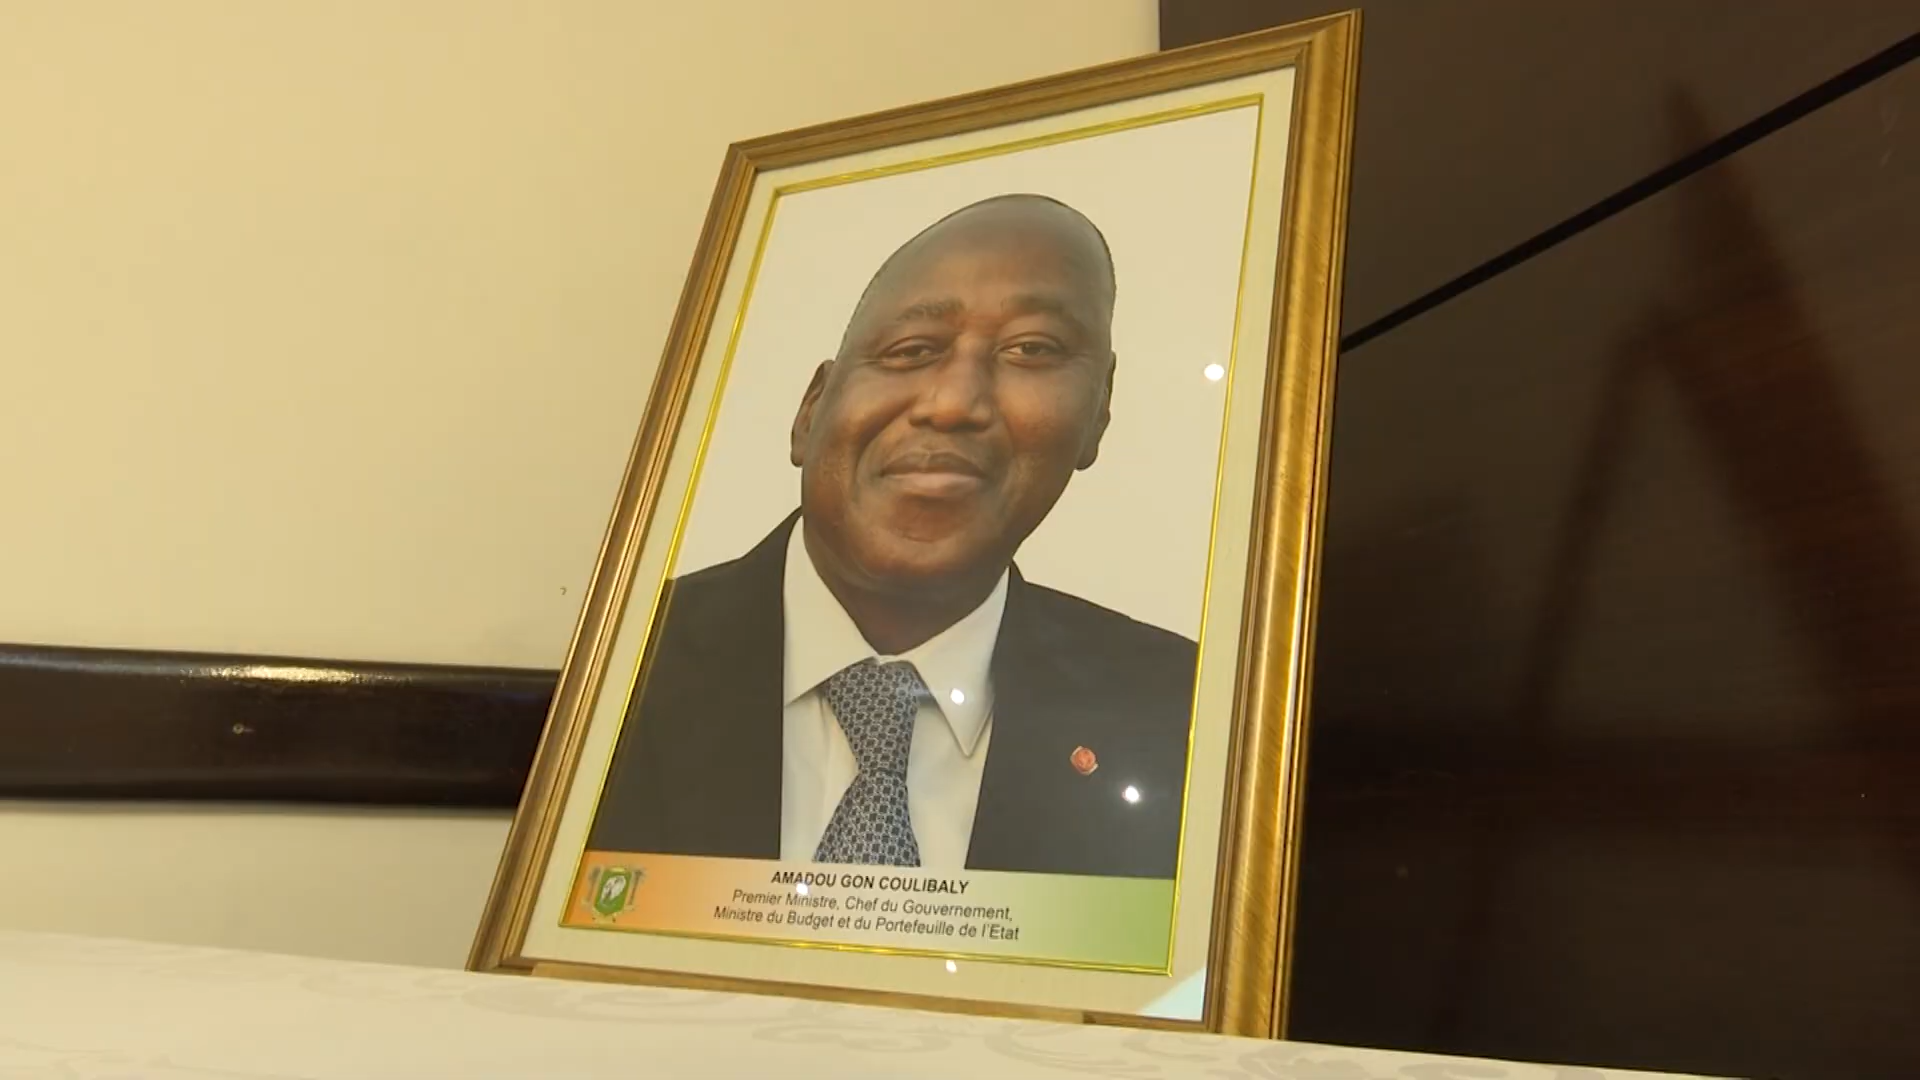 AMADOU GON COULIBALY
Premier Ministre, Chef du Gouvernement,
Ministre du Budget et du Portefeuille de l'Etat